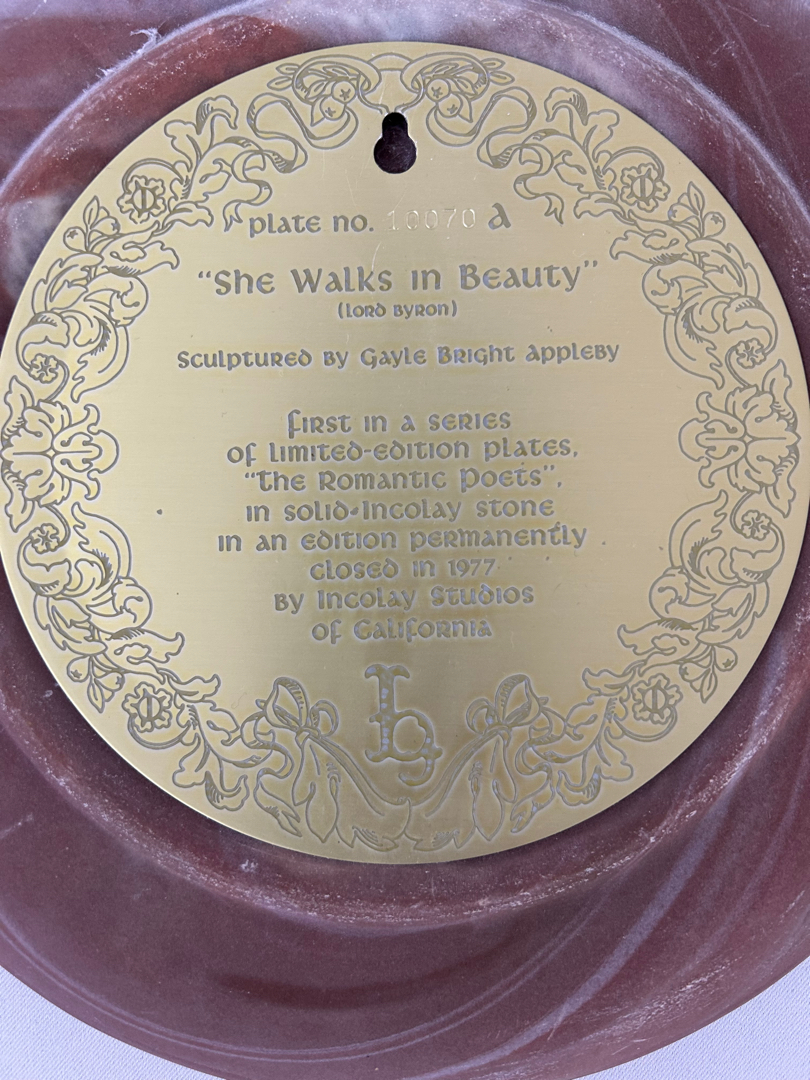 Plate no. 10070 A
"She Walks in Beauty"
(Lord Byron)
Sculptured by Gayle Bright Appleby
First in a series
of limited-edition plates,
"The Romantic Poets",
in solid-Incolay stone
in an edition permanently
closed in 1977
by Incolay Studios
of California